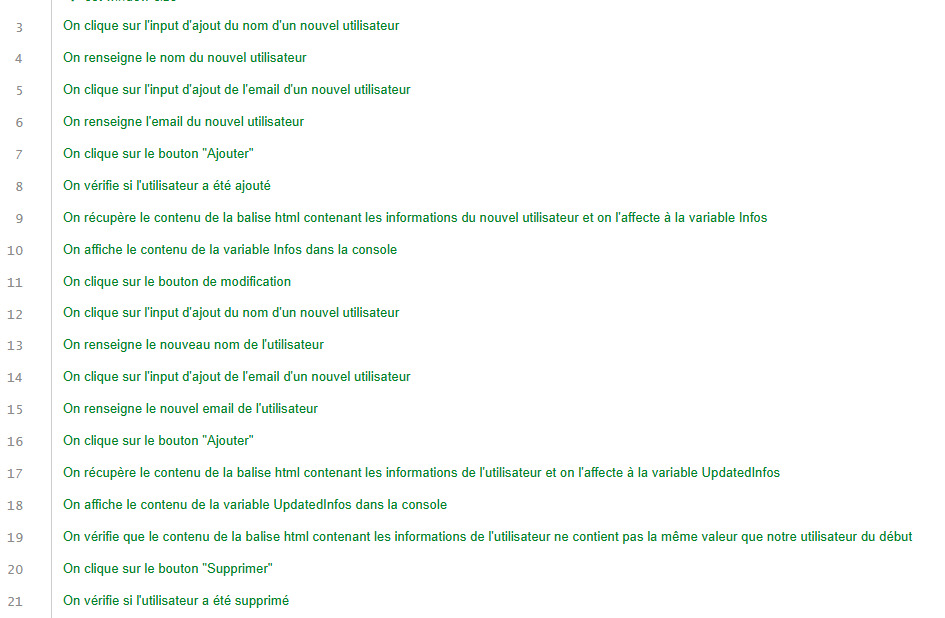 3 On clique sur l'input d'ajout du nom d'un nouvel utilisateur
4 On renseigne le nom du nouvel utilisateur
5 On clique sur l'input d'ajout de l'email d'un nouvel utilisateur
6 On renseigne l'email du nouvel utilisateur
7 On clique sur le bouton "Ajouter"
8 On vérifie si l'utilisateur a été ajouté
9 On récupère le contenu de la balise html contenant les informations du nouvel utilisateur et on l'affecte à la variable Infos
10 On affiche le contenu de la variable Infos dans la console
11 On clique sur le bouton de modification
12 On clique sur l'input d'ajout du nom d'un nouvel utilisateur
13 On renseigne le nouveau nom de l'utilisateur
14 On clique sur l'input d'ajout de l'email d'un nouvel utilisateur
15 On renseigne le nouvel email de l'utilisateur
16 On clique sur le bouton "Ajouter"
17 On récupère le contenu de la balise html contenant les informations de l'utilisateur et on l'affecte à la variable UpdatedInfos
18 On affiche le contenu de la variable UpdatedInfos dans la console
19 On vérifie que le contenu de la balise html contenant les informations de l'utilisateur ne contient pas la même valeur que notre utilisateur du début
20 On clique sur le bouton "Supprimer"
21 On vérifie si l'utilisateur a été supprimé